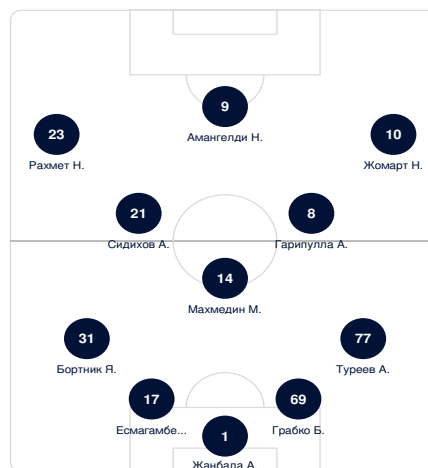 9
Амангелди Н.
23
Рахмет Н.
10
Жомарт Н.
21
Сидихов А.
8
Гарипулла А.
14
Махмедин М.
31
Бортник Я.
77
Туреев А.
17
Есмагамбе...
69
Грабко Б.
1
Жанбала А